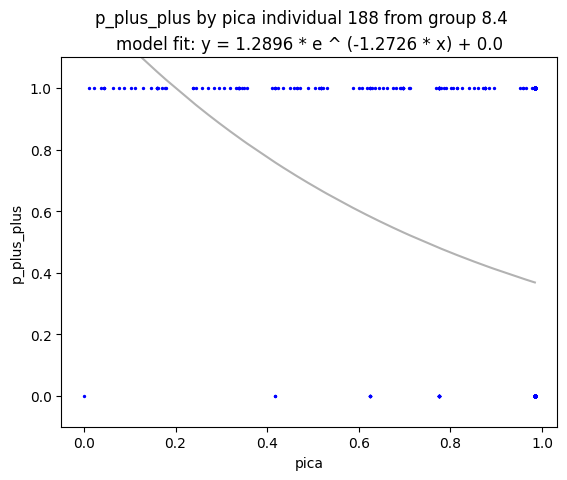 p_plus_plus by pica individual 188 from group 8.4
model fit: y = 1.2896 * e ^ (-1.2726 * x) + 0.0
1.0
0.8
0.6
0.4
0.2
0.0
p_plus_plus
0.0 0.2 0.4 0.6 0.8 1.0
pica